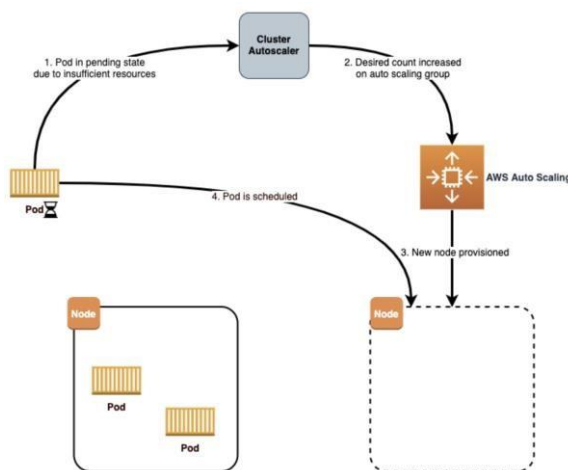 Cluster
Autoscaler
1. Pod in pending state
due to insufficient resources
2. Desired count increased
on auto scaling group
AWS Auto Scaling
Pod
4. Pod is scheduled
3. New node provisioned
Node
Node
Pod
Pod